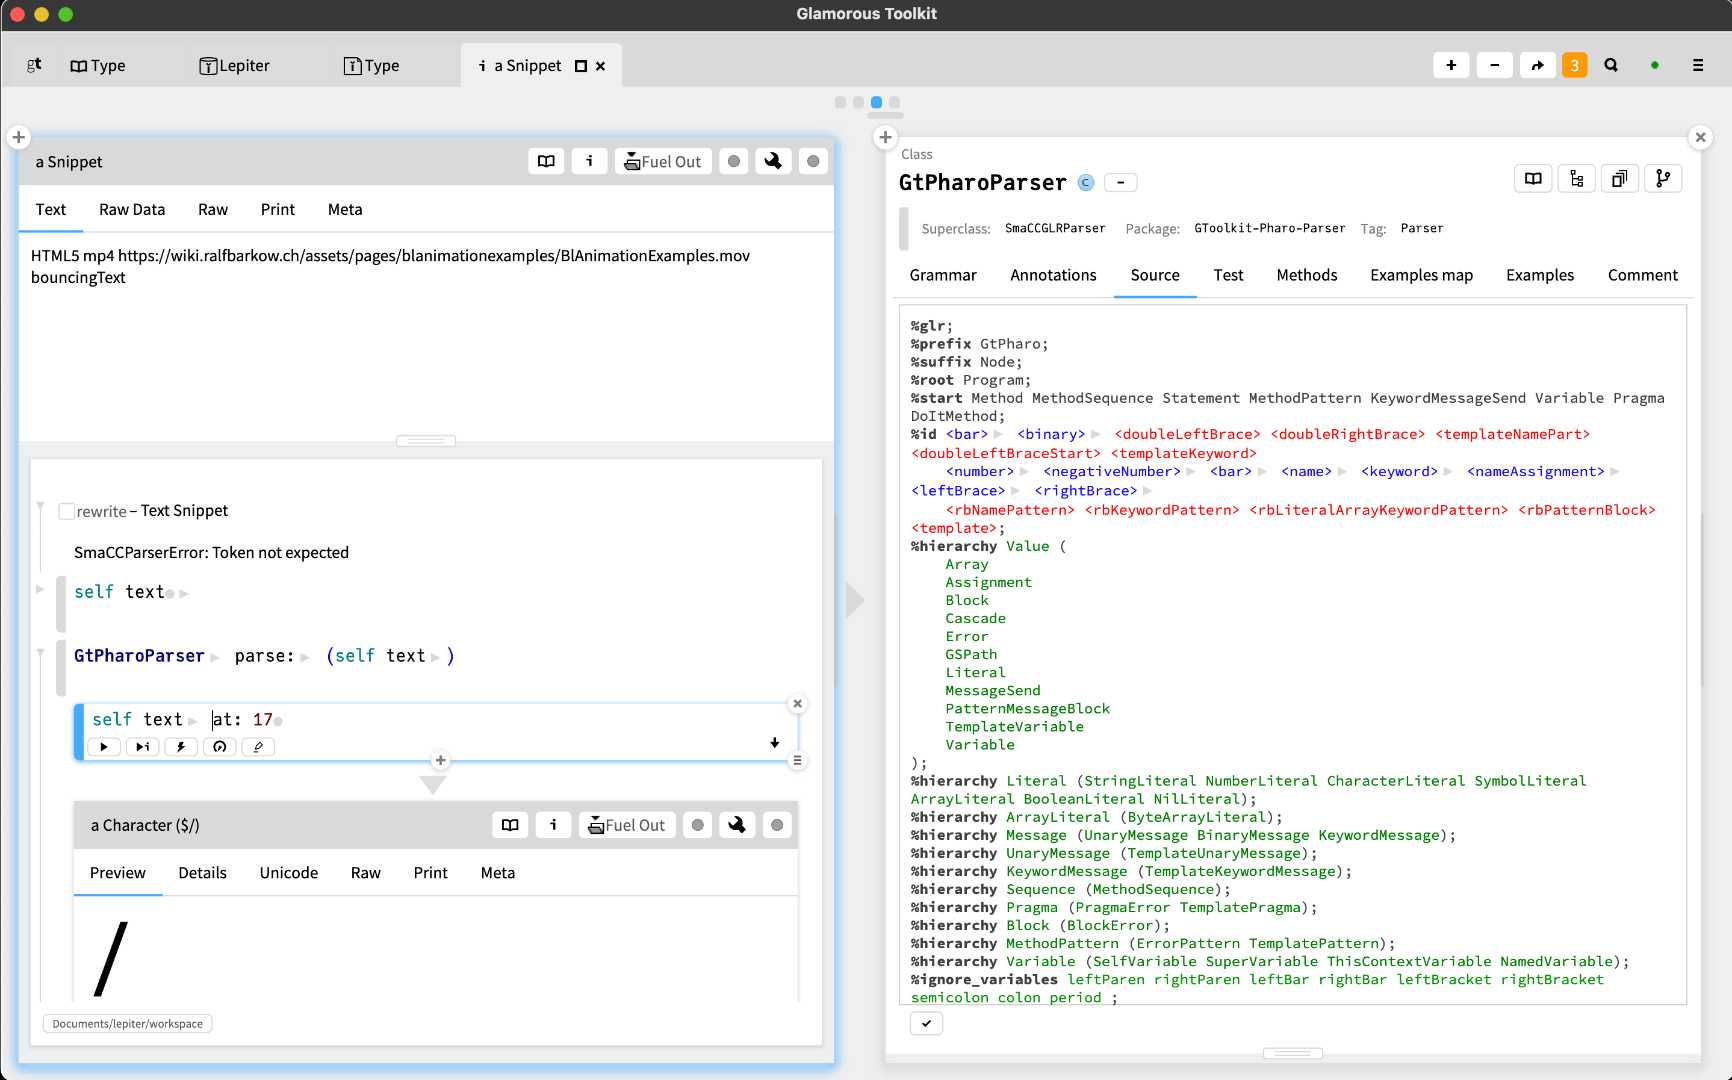 Glamorous Toolkit
gt
Type
Lepiter
Type
i a Snippet
3
a Snippet
i
Fuel Out
Text Raw Data Raw Print Meta
HTML5 mp4 https://wiki.ralfbarkow.ch/assets/pages/blanimationexamples/BlAnimationExamples.mov
bouncingText
rewrite – Text Snippet
SmaCCParserError: Token not expected
self text
GtPharoParser parse: (self text )
self text at: 17
i
a Character ($/)
i
Fuel Out
Preview Details Unicode Raw Print Meta
/
Documents/lepiter/workspace
Class
GtPharoParser C -
Superclass: SmaCCGLRParser Package: GToolkit-Pharo-Parser Tag: Parser
Grammar Annotations Source Test Methods Examples map Examples Comment
%glr;
%prefix GtPharo;
%suffix Node;
%root Program;
%start Method MethodSequence Statement MethodPattern KeywordMessageSend Variable Pragma
DoItMethod;
%id <bar> <binary> <doubleLeftBrace> <doubleRightBrace> <templateNamePart>
<doubleLeftBraceStart> <templateKeyword>
<number> <negativeNumber> <bar> <name> <keyword> <nameAssignment>
<leftBrace> <rightBrace>
<rbNamePattern> <rbKeywordPattern> <rbLiteralArrayKeywordPattern> <rbPatternBlock>
<template>;
%hierarchy Value (
Array
Assignment
Block
Cascade
Error
GSPath
Literal
MessageSend
PatternMessageBlock
TemplateVariable
Variable
);
%hierarchy Literal (StringLiteral NumberLiteral CharacterLiteral SymbolLiteral
ArrayLiteral BooleanLiteral NilLiteral);
%hierarchy ArrayLiteral (ByteArrayLiteral);
%hierarchy Message (UnaryMessage BinaryMessage KeywordMessage);
%hierarchy UnaryMessage (TemplateUnaryMessage);
%hierarchy KeywordMessage (TemplateKeywordMessage);
%hierarchy Sequence (MethodSequence);
%hierarchy Pragma (PragmaError TemplatePragma);
%hierarchy Block (BlockError);
%hierarchy MethodPattern (ErrorPattern TemplatePattern);
%hierarchy Variable (SelfVariable SuperVariable ThisContextVariable NamedVariable);
%ignore_variables leftParen rightParen leftBar rightBar leftBracket rightBracket
semicolon colon period ;